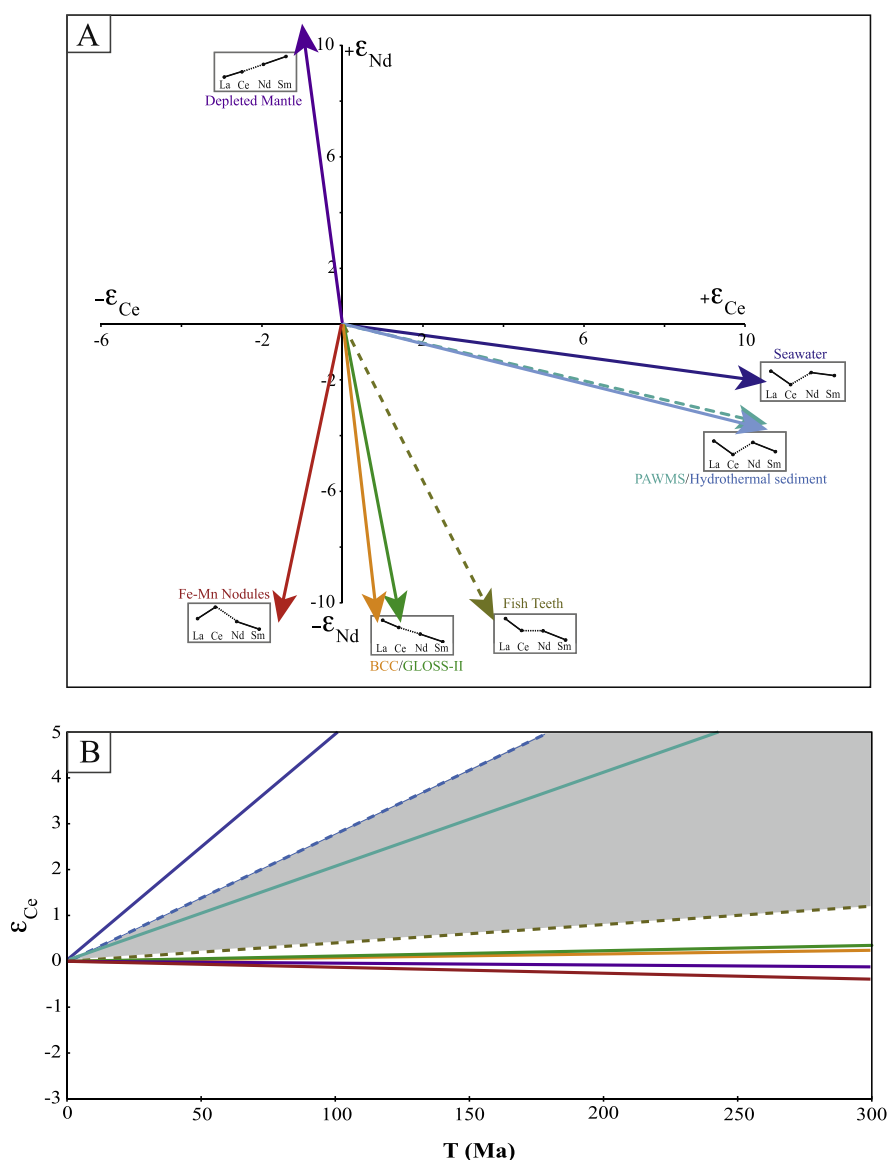 A
10
+εNd
La Ce Nd Sm
Depleted Mantle
6
2
-εCe
+εCe
-6
-2
2
6
10
Seawater
-2
La Ce Nd Sm
La Ce Nd Sm
PAWMS/Hydrothermal sediment
-6
Fe-Mn Nodules
-10
Fish Teeth
-εNd
La Ce Nd Sm
La Ce Nd Sm
La Ce Nd Sm
BCC/GLOSS-II
B
5
4
3
2
1
0
-1
-2
-3
εCe
0 50 100 150 200 250 300
T (Ma)